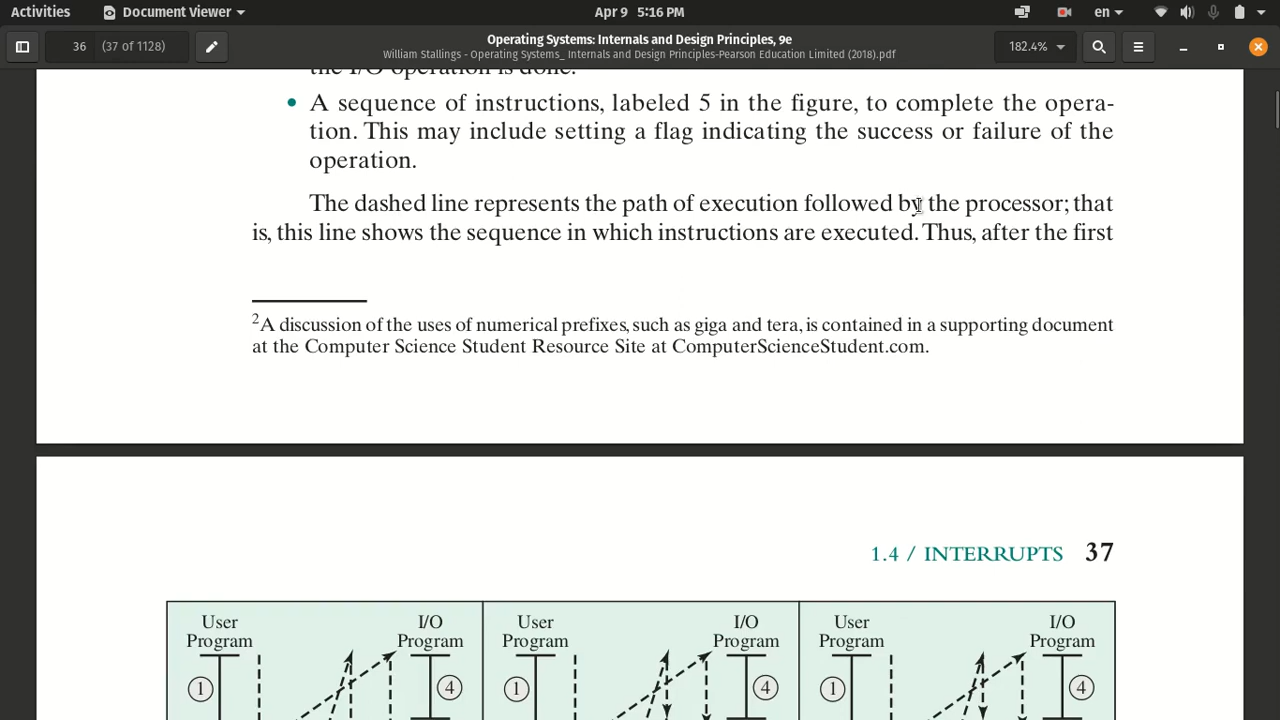 Activities
Document Viewer
Apr 9 5:16 PM
en
36
(37 of 1128)
Operating Systems: Internals and Design Principles, 9e
William Stallings - Operating Systems_ Internals and Design Principles-Pearson Education Limited (2018).pdf
182.4%
the I/O operation is done.
• A sequence of instructions, labeled 5 in the figure, to complete the opera-
tion. This may include setting a flag indicating the success or failure of the
operation.
The dashed line represents the path of execution followed by the processor; that
is, this line shows the sequence in which instructions are executed. Thus, after the first
2A discussion of the uses of numerical prefixes, such as giga and tera, is contained in a supporting document
at the Computer Science Student Resource Site at ComputerScienceStudent.com.
1.4 / INTERRUPTS 37
User
Program
I/O
Program
1
4
User
Program
I/O
Program
1
4
User
Program
I/O
Program
1
4